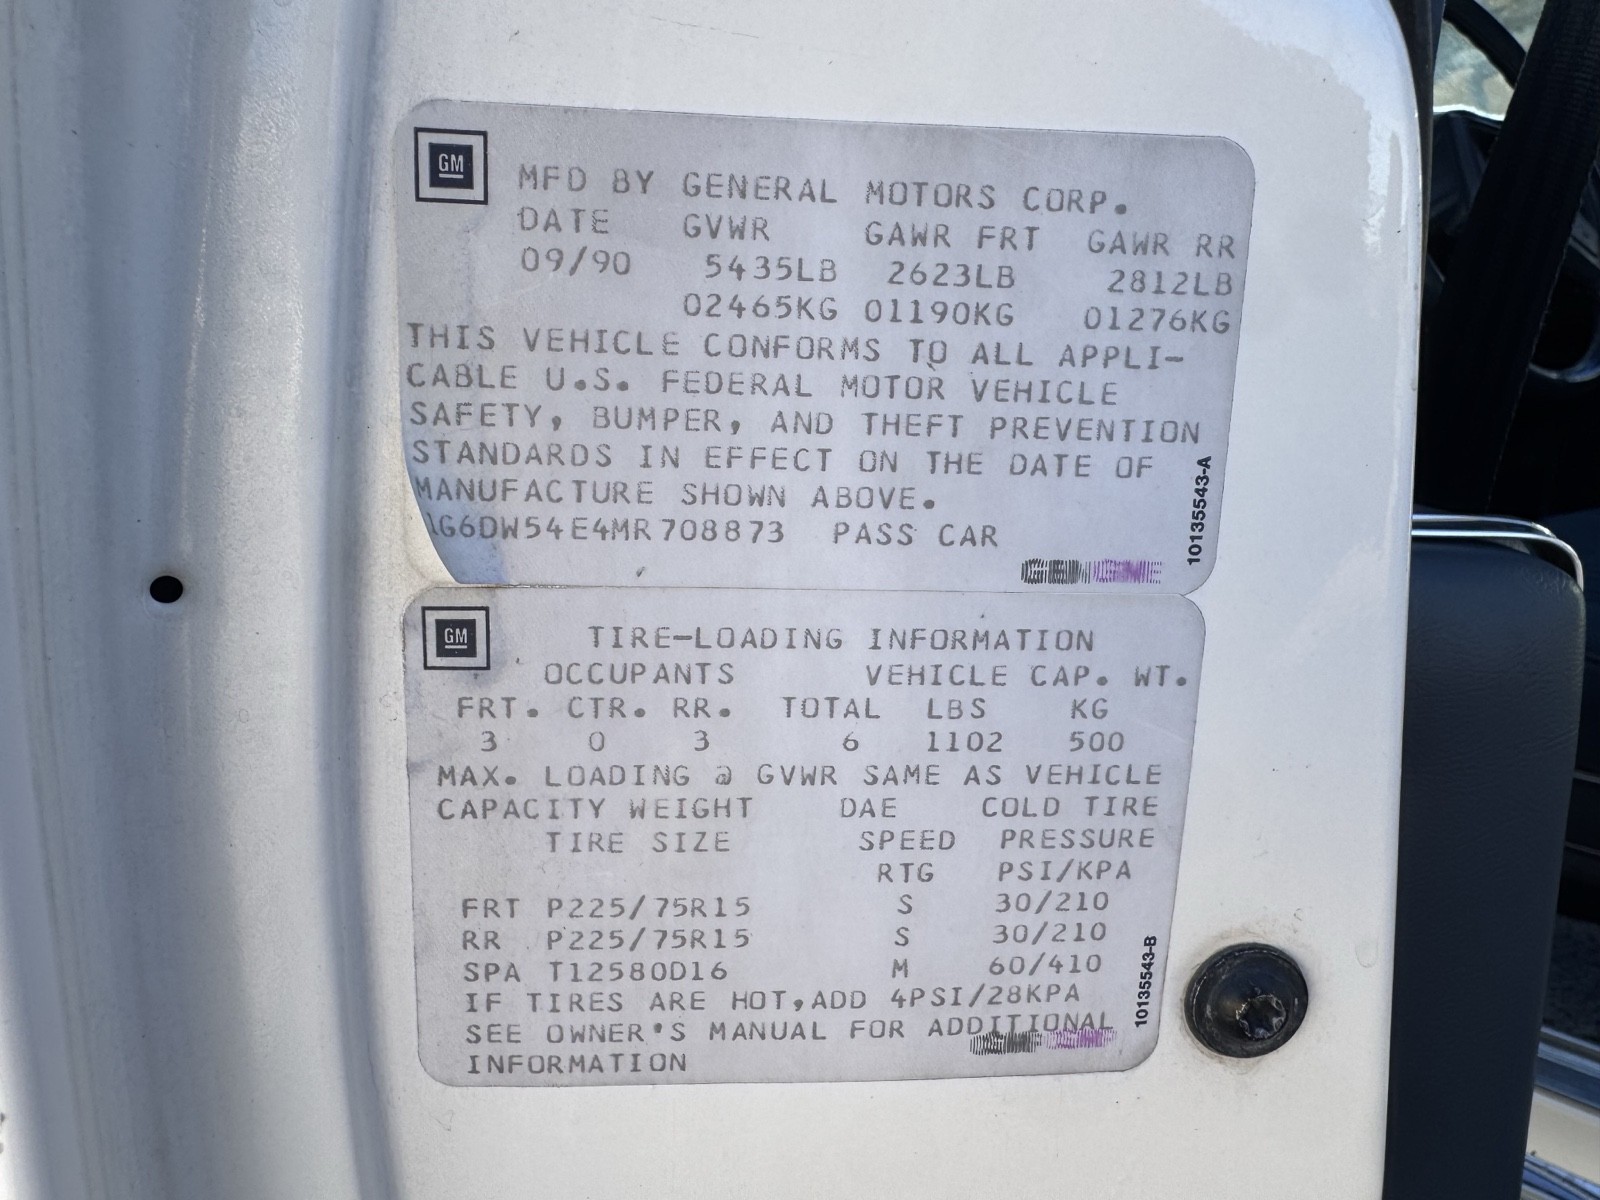 GM
MFD BY GENERAL MOTORS CORP.
DATE GVWR GAWR FRT GAWR RR
09/90 5435LB 2623LB 2812LB
02465KG 01190KG 01276KG
THIS VEHICLE CONFORMS TO ALL APPLI-
CABLE U.S. FEDERAL MOTOR VEHICLE
SAFETY, BUMPER, AND THEFT PREVENTION
STANDARDS IN EFFECT ON THE DATE OF
MANUFACTURE SHOWN ABOVE.
1G6DW54E4MR708873 PASS CAR
10135543-A
GM
TIRE-LOADING INFORMATION
OCCUPANTS VEHICLE CAP. WT.
FRT. CTR. RR. TOTAL LBS KG
3 0 3 6 1102 500
MAX. LOADING @ GVWR SAME AS VEHICLE
CAPACITY WEIGHT DAE COLD TIRE
TIRE SIZE SPEED PRESSURE
RTG PSI/KPA
FRT P225/75R15 S 30/210
RR P225/75R15 S 30/210
SPA T12580D16 M 60/410
IF TIRES ARE HOT,ADD 4PSI/28KPA
SEE OWNER'S MANUAL FOR ADDITIONAL
INFORMATION
10135543-B